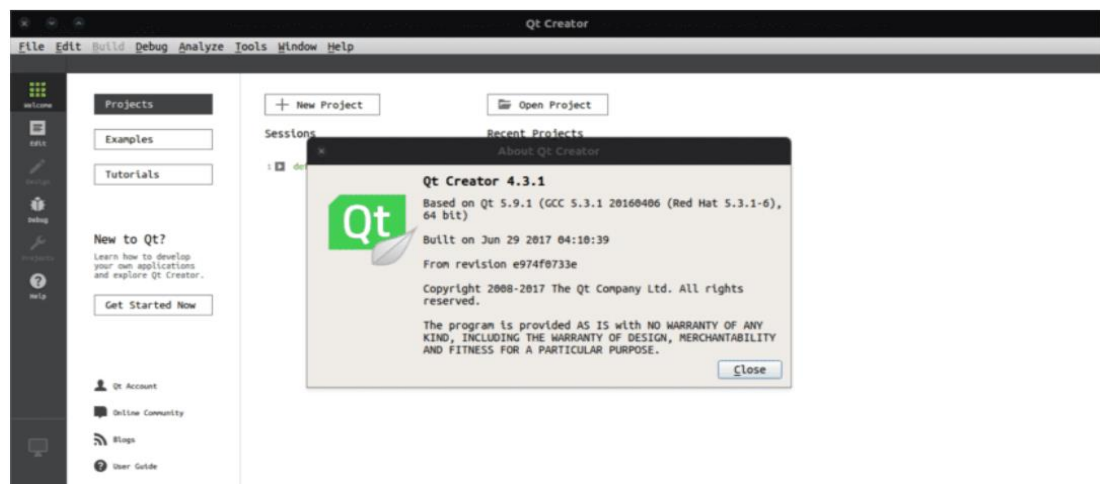 Qt Creator
File Edit Build Debug Analyze Tools Window Help
Welcome
Edit
Design
Debug
Projects
Help
Projects
Examples
Tutorials
New to Qt?
Learn how to develop
your own applications
and explore Qt Creator.
Get Started Now
Qt Account
Online Community
Blogs
User Guide
New Project
Open Project
Sessions
Recent Projects
1
About Qt Creator
Qt
Qt Creator 4.3.1
Based on Qt 5.9.1 (GCC 5.3.1 20160406 (Red Hat 5.3.1-6),
64 bit)
Built on Jun 29 2017 04:10:39
From revision e974f0733e
Copyright 2008-2017 The Qt Company Ltd. All rights
reserved.
The program is provided AS IS with NO WARRANTY OF ANY
KIND, INCLUDING THE WARRANTY OF DESIGN, MERCHANTABILITY
AND FITNESS FOR A PARTICULAR PURPOSE.
Close